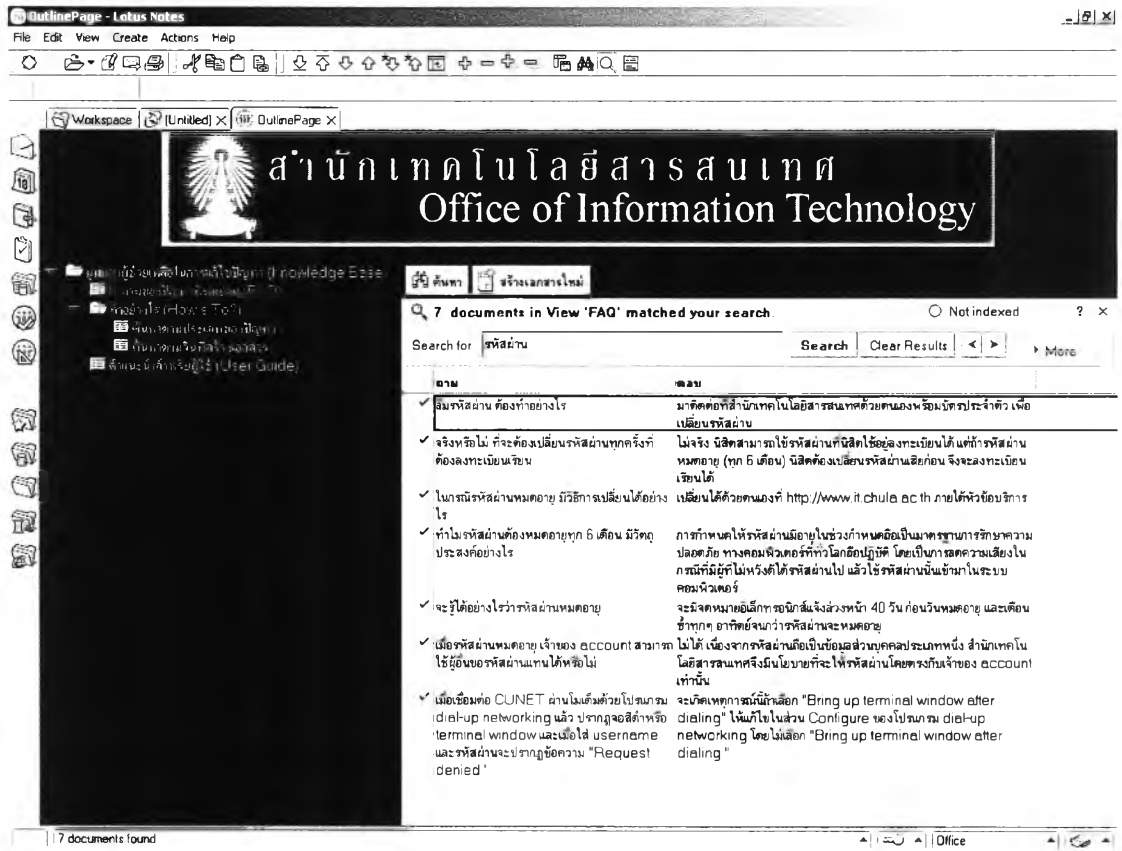 OutlinePage - Lotus Notes
File Edit View Create Actions Help
Workspace (Untitled) OutlinePage
สำนักเทคโนโลยีสารสนเทศ
Office of Information Technology
(Knowledge Base
(How's To?)
ค้นหาตามประเภทของปัญหา
คำแนะนำสำหรับผู้ใช้ (User Guide)
ค้นหา สร้างเอกสารใหม่
7 documents in View 'FAQ' matched your search. Not indexed ? ×
Search for รหัสผ่าน Search Clear Results More
ถาม ตอบ
ลืมรหัสผ่าน ต้องทำอย่างไร
มาติดต่อที่สำนักเทคโนโลยีสารสนเทศด้วยตนเองพร้อมบัตรประจำตัว เพื่อ
เปลี่ยนรหัสผ่าน
จริงหรือไม่ ที่จะต้องเปลี่ยนรหัสผ่านทุกครั้งที่
ต้องลงทะเบียนเรียน
ไม่จริง นิสิตสามารถใช้รหัสผ่านที่นิสิตใช้อยู่ลงทะเบียนได้ แต่ถ้ารหัสผ่าน
หมดอายุ (ทุก 6 เดือน) นิสิตต้องเปลี่ยนรหัสผ่านเสียก่อน จึงจะลงทะเบียน
เรียนได้
ในกรณีรหัสผ่านหมดอายุ มีวิธีการเปลี่ยนได้อย่าง
ไร
เปลี่ยนได้ด้วยตนเองที่ http://www.it.chula.ac.th ภายใต้หัวข้อบริการ
ทำไมรหัสผ่านต้องหมดอายุทุก 6 เดือน มีวัตถุ
ประสงค์อย่างไร
การกำหนดให้รหัสผ่านมีอายุในช่วงกำหนดถือเป็นมาตรฐานการรักษาความ
ปลอดภัย ทางคอมพิวเตอร์ที่ทั่วโลกถือปฏิบัติ โดยเป็นการลดความเสี่ยงใน
กรณีที่มีผู้ที่ไม่หวังดีได้รหัสผ่านไป แล้วใช้รหัสผ่านนั้นเข้ามาในระบบ
คอมพิวเตอร์
จะรู้ได้อย่างไรว่ารหัสผ่านหมดอายุ
จะมีจดหมายอิเล็กทรอนิกส์แจ้งล่วงหน้า 40 วัน ก่อนวันหมดอายุ และเตือน
ซ้ำทุกๆ อาทิตย์จนกว่ารหัสผ่านจะหมดอายุ
เมื่อรหัสผ่านหมดอายุ เจ้าของ account สามารถ
ใช้ผู้อื่นขอรหัสผ่านแทนได้หรือไม่
ไม่ได้ เนื่องจากรหัสผ่านถือเป็นข้อมูลส่วนบุคคลประเภทหนึ่ง สำนักเทคโน
โลยีสารสนเทศจึงมีนโยบายที่จะให้รหัสผ่านโดยตรงกับเจ้าของ account
เท่านั้น
เมื่อเชื่อมต่อ CUNET ผ่านโมเด็มด้วยโปรแกรม
dial-up networking แล้ว ปรากฏจอสีดำหรือ
terminal window และเมื่อใส่ username
และรหัสผ่านจะปรากฏข้อความ "Request
denied"
จะเกิดเหตุการณ์นี้ถ้าเลือก "Bring up terminal window after
dialing" ให้แก้ไขในส่วน Configure ของโปรแกรม dial-up
networking โดยไม่เลือก "Bring up terminal window after
dialing "
7 documents found Office